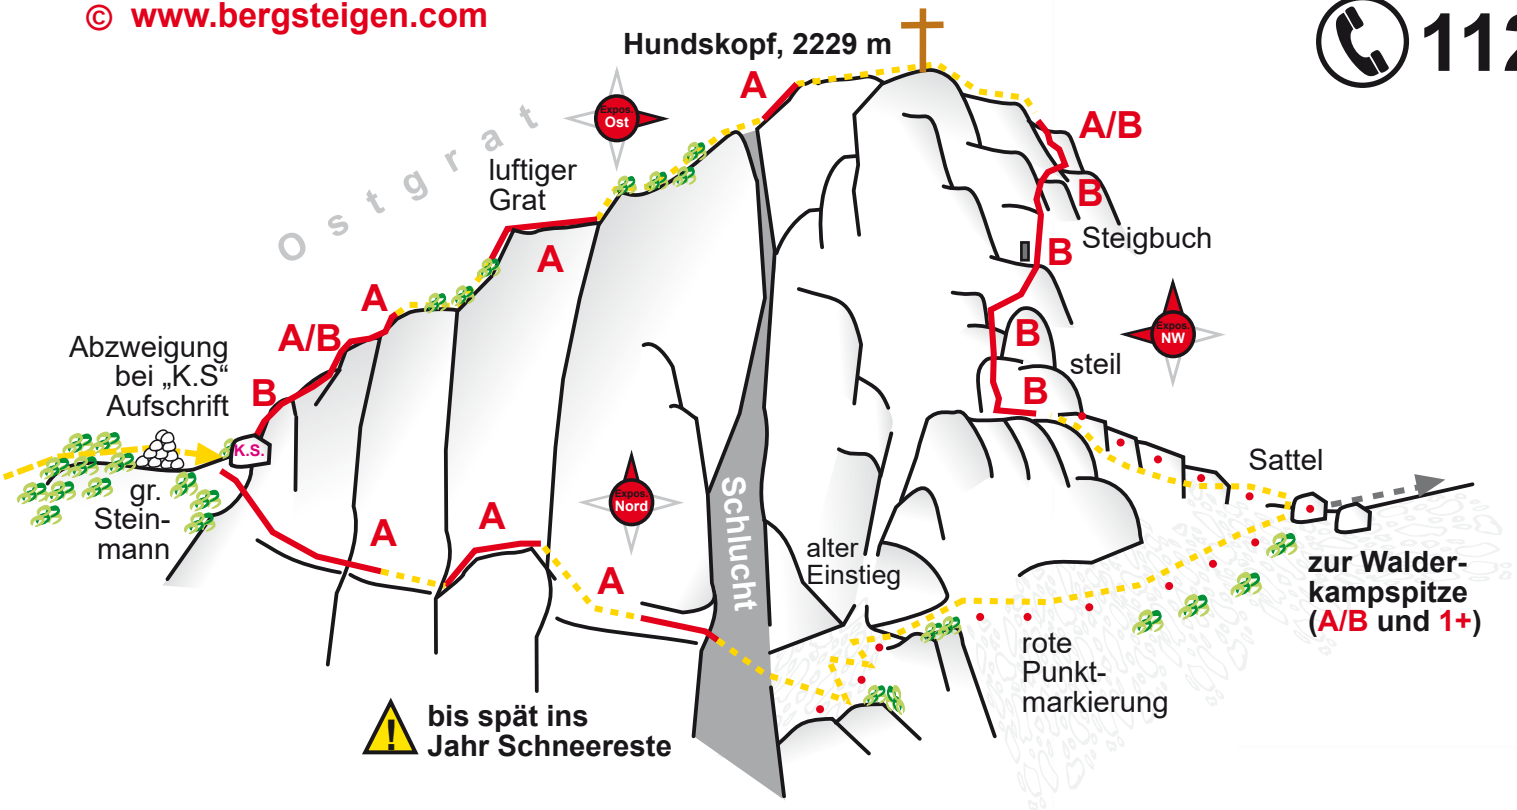 © www.bergsteigen.com
Hundskopf, 2229 m
112
A
Expos.
Ost
Ostgrat
luftiger
Grat
A/B
B
Steigbuch
B
A
A
A/B
Abzweigung
bei „K.S“
Aufschrift
B
Expos.
NW
B
steil
B
K.S.
gr.
Stein-
mann
Sattel
A
A
Expos.
Nord
Schlucht
alter
Einstieg
A
zur Walder-
kampspitze
(A/B und 1+)
rote
Punkt-
markierung
!
bis spät ins
Jahr Schneereste